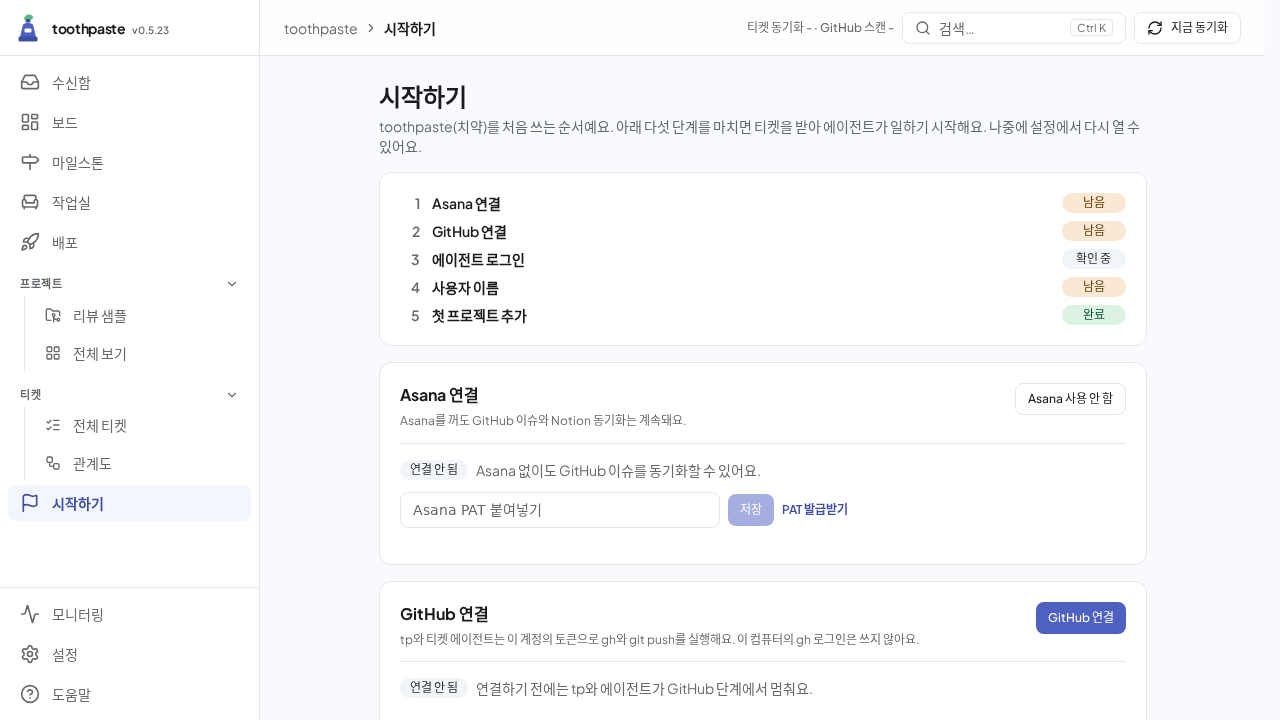 toothpaste v0.5.23
toothpaste > 시작하기
티켓 동기화 - · GitHub 스캔 -
검색...
Ctrl K
지금 동기화
수신함
보드
마일스톤
작업실
배포
프로젝트
리뷰 샘플
전체 보기
티켓
전체 티켓
관계도
시작하기
모니터링
설정
도움말
시작하기
toothpaste(치약)를 처음 쓰는 순서예요. 아래 다섯 단계를 마치면 티켓을 받아 에이전트가 일하기 시작해요. 나중에 설정에서 다시 열 수
있어요.
1 Asana 연결 남음
2 GitHub 연결 남음
3 에이전트 로그인 확인 중
4 사용자 이름 남음
5 첫 프로젝트 추가 완료
Asana 연결
Asana 사용 안 함
Asana를 꺼도 GitHub 이슈와 Notion 동기화는 계속돼요.
연결 안 됨 Asana 없이도 GitHub 이슈를 동기화할 수 있어요.
Asana PAT 붙여넣기 저장 PAT 발급받기
GitHub 연결
GitHub 연결
tp와 티켓 에이전트는 이 계정의 토큰으로 gh와 git push를 실행해요. 이 컴퓨터의 gh 로그인은 쓰지 않아요.
연결 안 됨 연결하기 전에는 tp와 에이전트가 GitHub 단계에서 멈춰요.